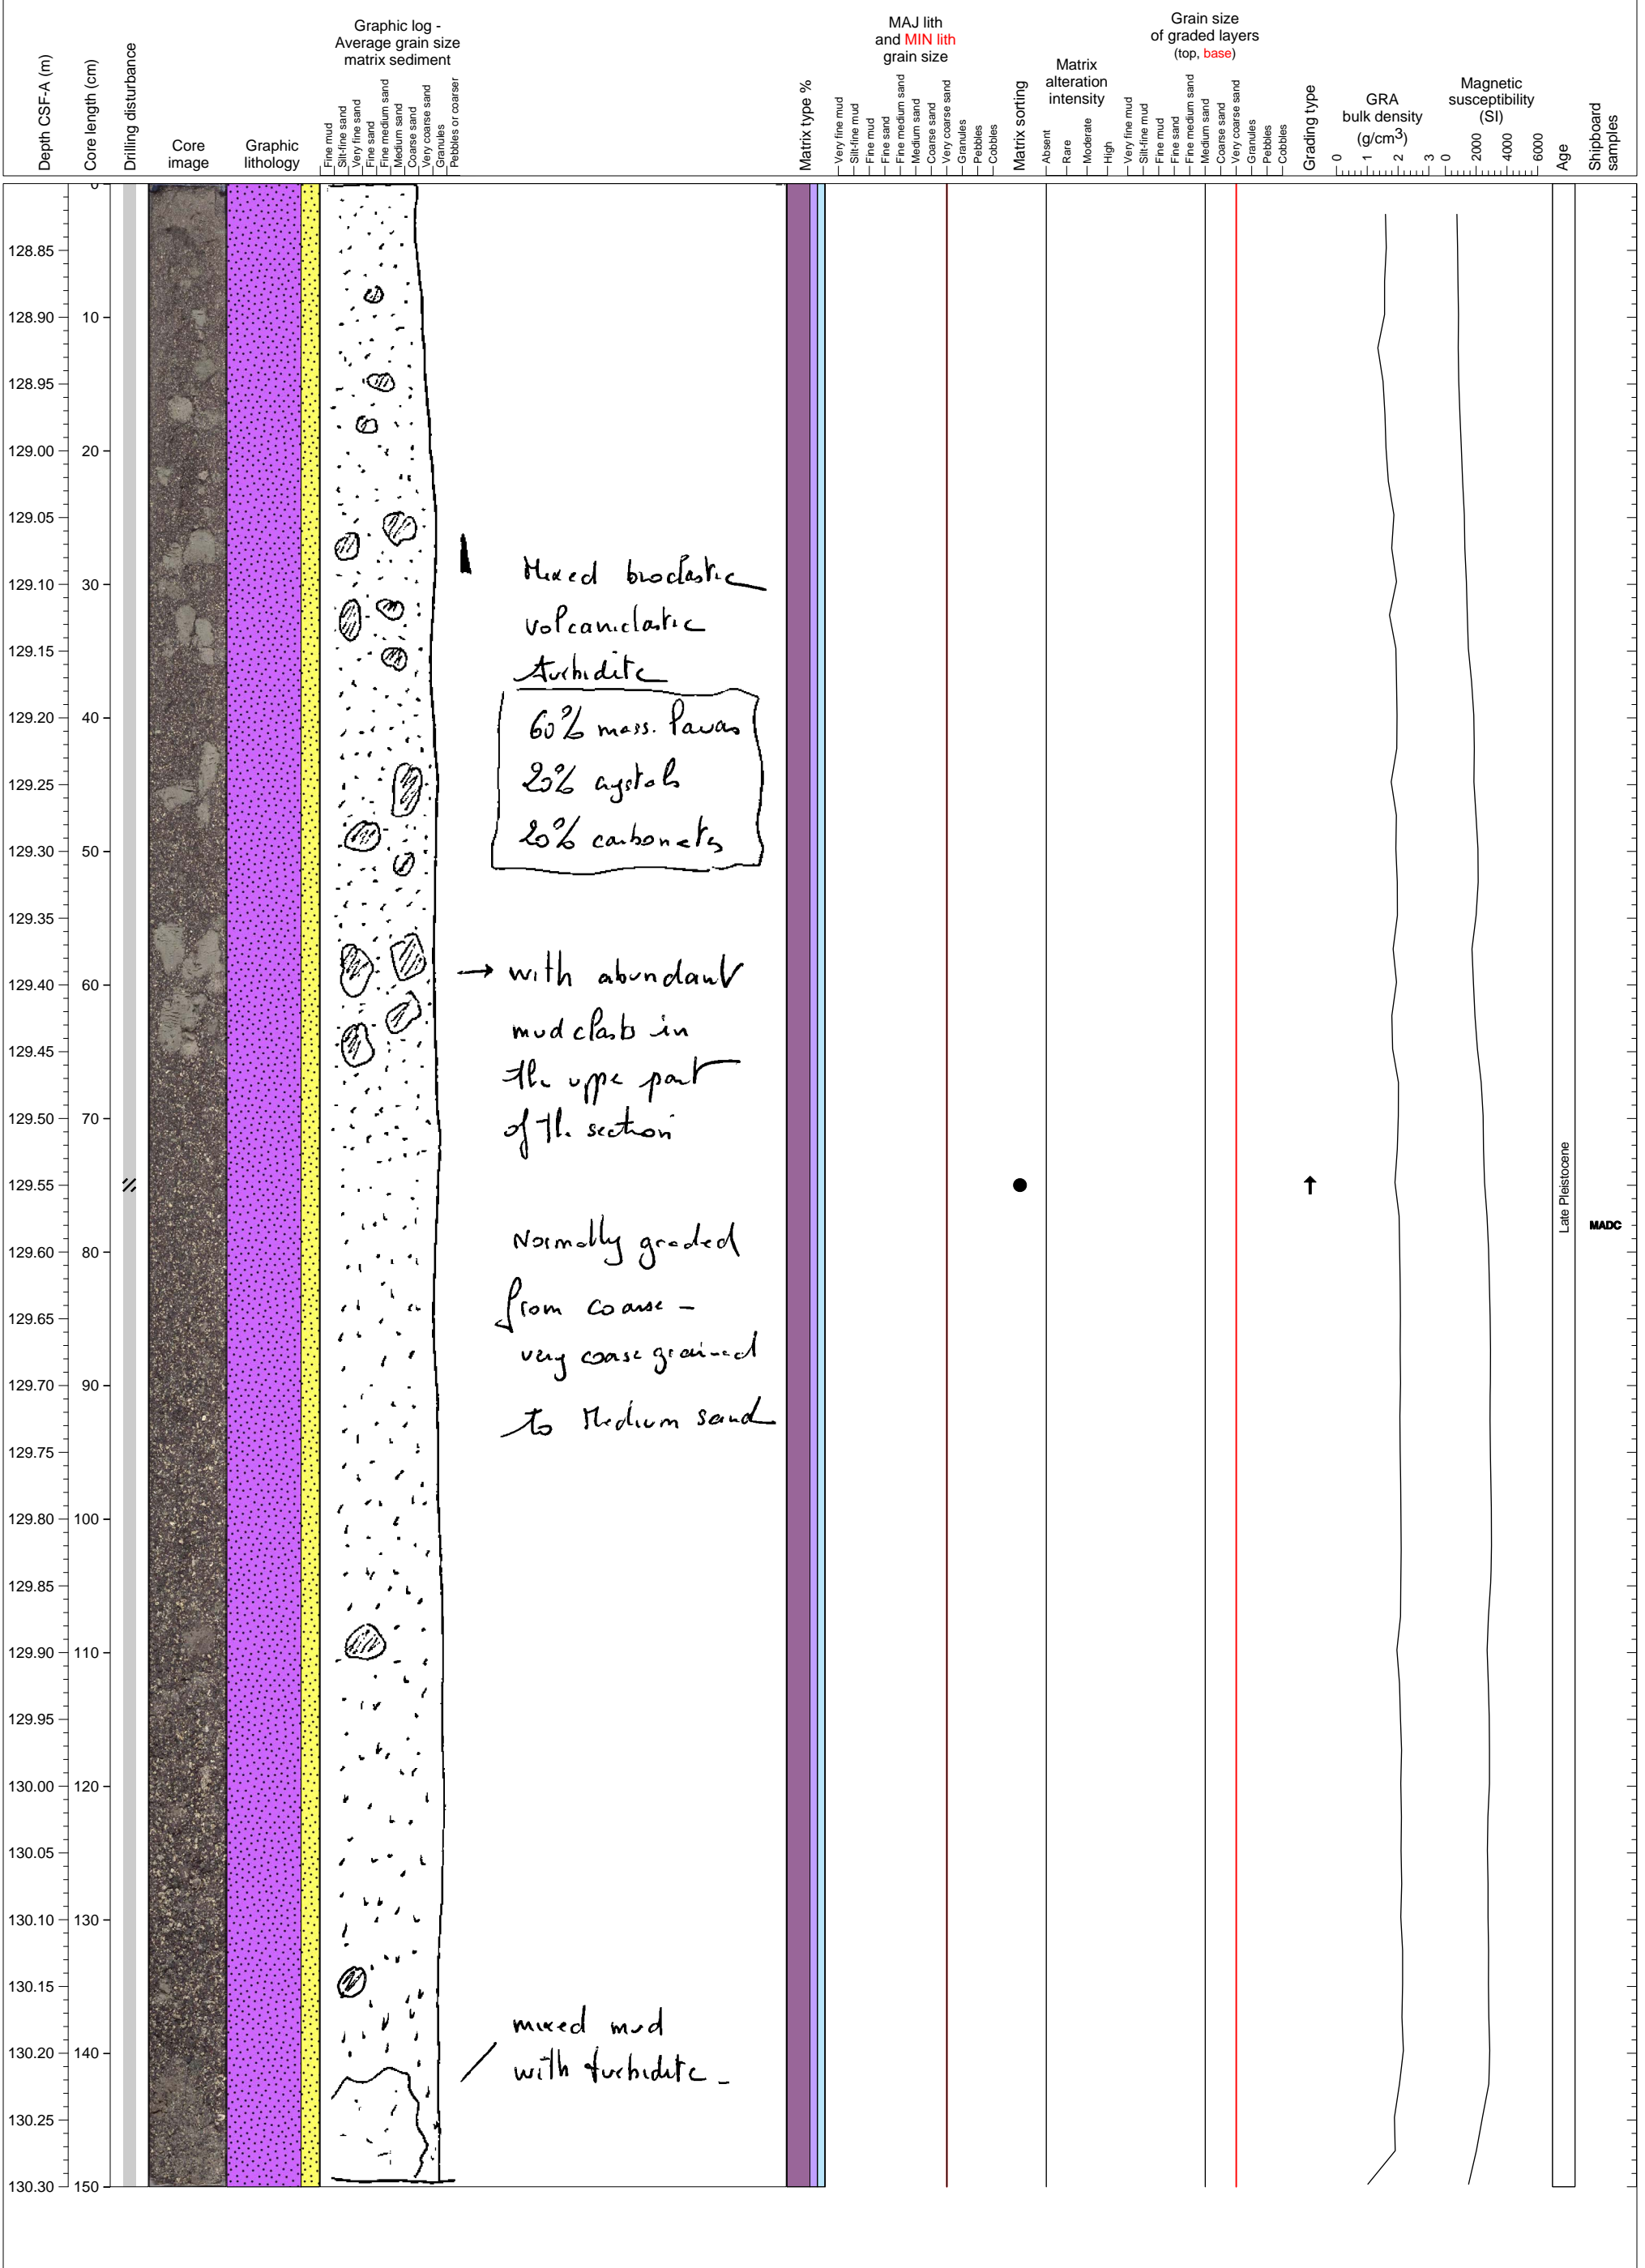 Graphic log -
Average grain size
matrix sediment
MAJ lith
and MIN lith
grain size
Grain size
of graded layers
(top, base)
Matrix
alteration
intensity
GRA
bulk density
(g/cm3)
Magnetic
susceptibility
(SI)
Depth CSF-A (m)
Core length (cm)
Drilling disturbance
Core
image
Graphic
lithology
Fine mud
Silt-fine sand
Very fine sand
Fine sand
Fine medium sand
Medium sand
Coarse sand
Very coarse sand
Granules
Pebbles or coarser
Matrix type %
Very fine mud
Silt-fine mud
Fine mud
Fine sand
Fine medium sand
Medium sand
Coarse sand
Very coarse sand
Granules
Pebbles
Cobbles
Matrix sorting
Absent
Rare
Moderate
High
Very fine mud
Silt-fine mud
Fine mud
Fine sand
Fine medium sand
Medium sand
Coarse sand
Very coarse sand
Granules
Pebbles
Cobbles
Grading type
0 1 2 3
0 2000 4000 6000
Age
Shipboard
samples
0
128.85
128.90 10
128.95
129.00 20
129.05
129.10 30
129.15
129.20 40
129.25
129.30 50
129.35
129.40 60
129.45
129.50 70
129.55
129.60 80
129.65
129.70 90
129.75
129.80 100
129.85
129.90 110
129.95
130.00 120
130.05
130.10 130
130.15
130.20 140
130.25
130.30 150
Mixed bioclastic
volcaniclastic
turbidite
60% mass. lavas
20% crystals
20% carbonates
→ with abundant
mud clasts in
the uppe part
of the section
Normally graded
from coarse -
very coarse grained
to Medium sand
mixed mud
with turbidite -
Late Pleistocene
MADC